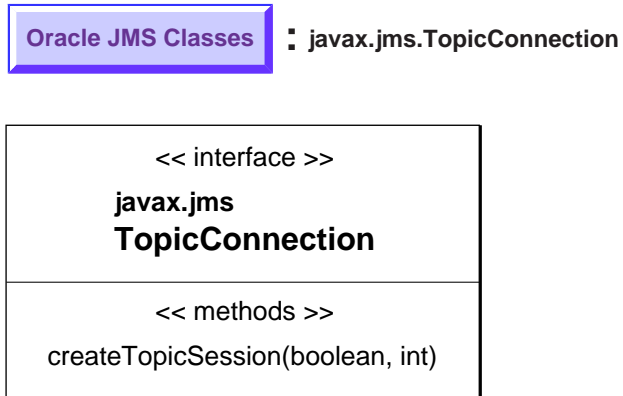 Oracle JMS Classes : javax.jms.TopicConnection
<< interface >>
javax.jms
TopicConnection
<< methods >>
createTopicSession(boolean, int)